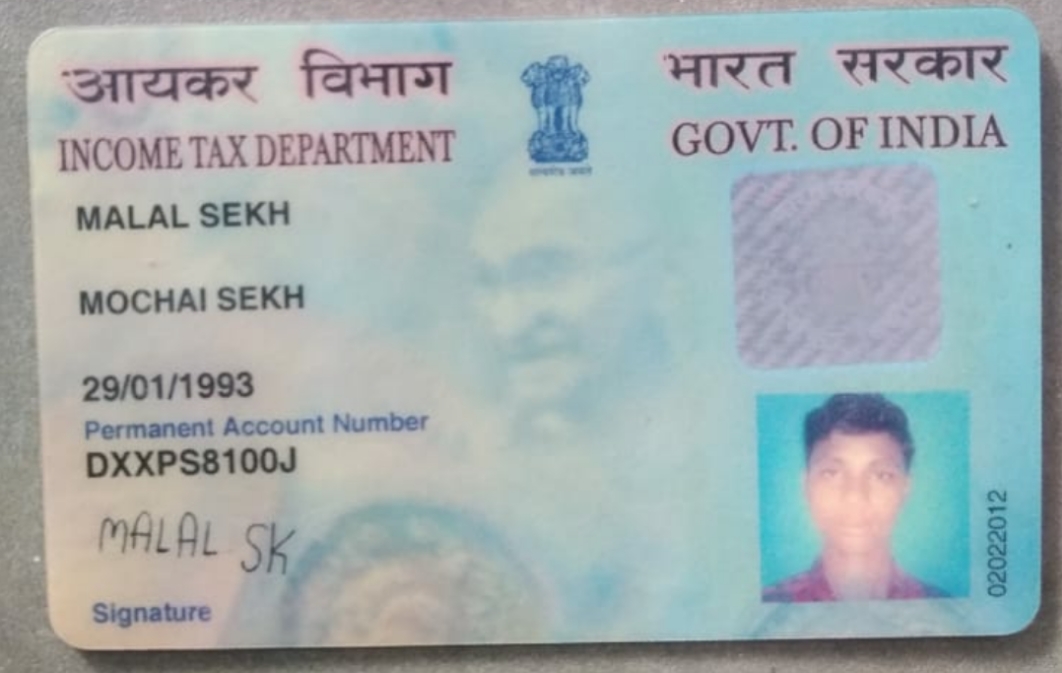 आयकर विभाग
भारत सरकार
INCOME TAX DEPARTMENT
GOVT. OF INDIA
सत्यमेव जयते
MALAL SEKH
MOCHAI SEKH
29/01/1993
Permanent Account Number
DXXPS8100J
MALAL SK
Signature
02022012